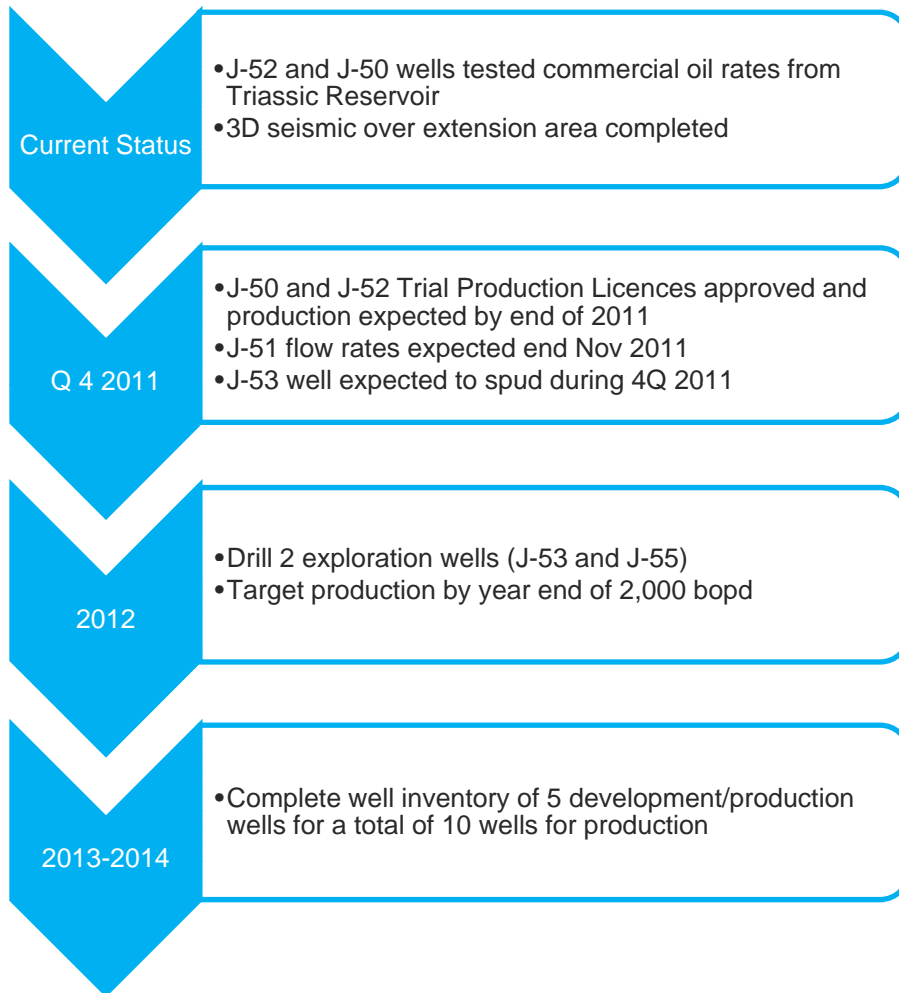 Current Status
•J-52 and J-50 wells tested commercial oil rates from
Triassic Reservoir
•3D seismic over extension area completed
Q 4 2011
•J-50 and J-52 Trial Production Licences approved and
production expected by end of 2011
•J-51 flow rates expected end Nov 2011
•J-53 well expected to spud during 4Q 2011
2012
•Drill 2 exploration wells (J-53 and J-55)
•Target production by year end of 2,000 bopd
2013-2014
•Complete well inventory of 5 development/production
wells for a total of 10 wells for production